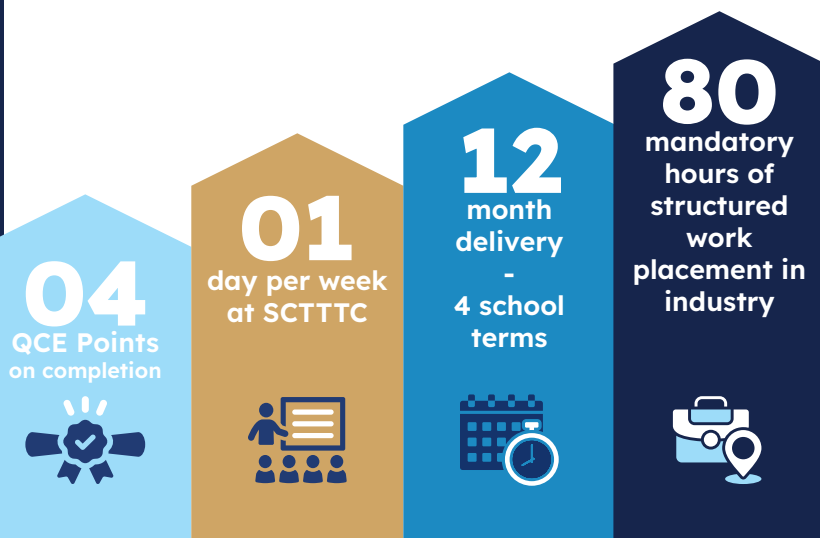 04
QCE Points
on completion
01
day per week
at SCTTTC
12
month
delivery
-
4 school
terms
80
mandatory
hours of
structured
work
placement in
industry